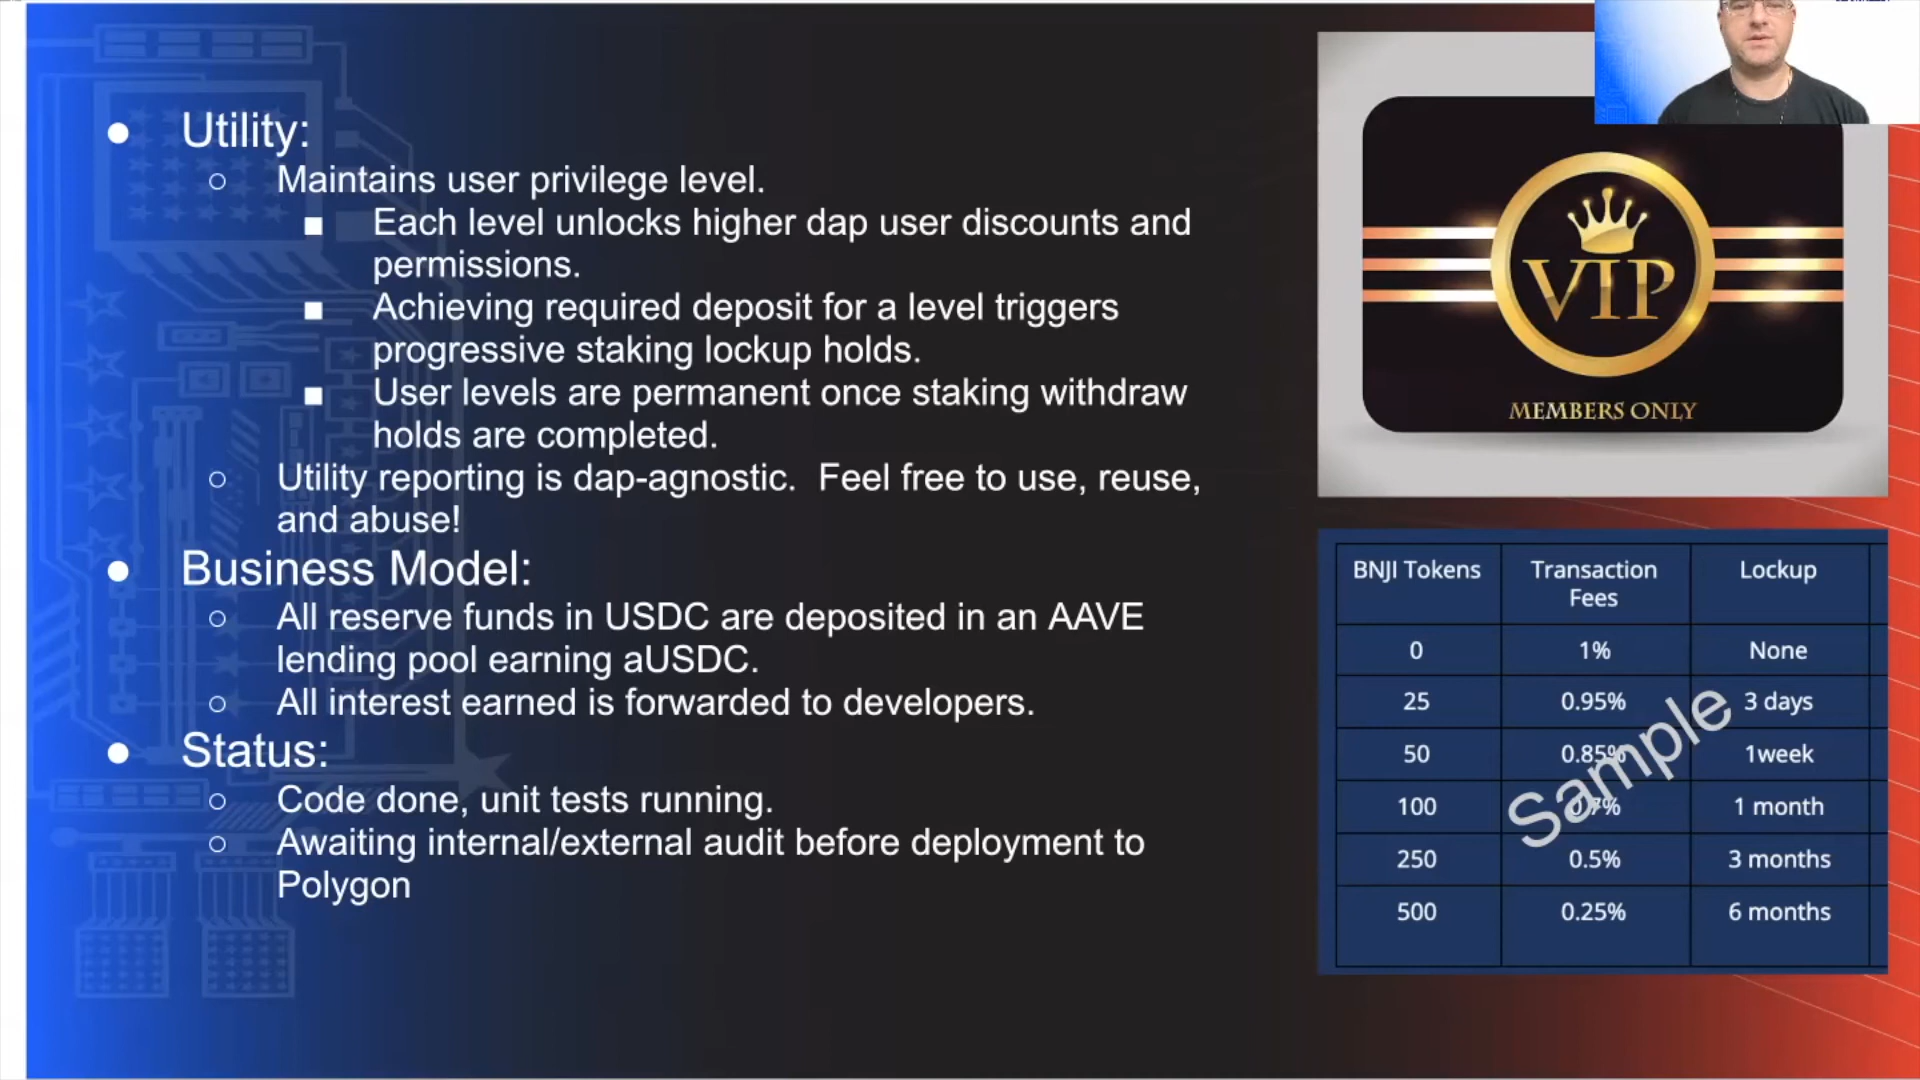 Utility:
Maintains user privilege level.
Each level unlocks higher dap user discounts and
permissions.
Achieving required deposit for a level triggers
progressive staking lockup holds.
User levels are permanent once staking withdraw
holds are completed.
Utility reporting is dap-agnostic.  Feel free to use, reuse,
and abuse!
Business Model:
All reserve funds in USDC are deposited in an AAVE
lending pool earning aUSDC.
All interest earned is forwarded to developers.
Status:
Code done, unit tests running.
Awaiting internal/external audit before deployment to
Polygon
VIP
MEMBERS ONLY
BNJI Tokens Transaction Fees Lockup
0 1% None
25 0.95% 3 days
50 0.85% 1week
100 0.7% 1 month
250 0.5% 3 months
500 0.25% 6 months
Sample